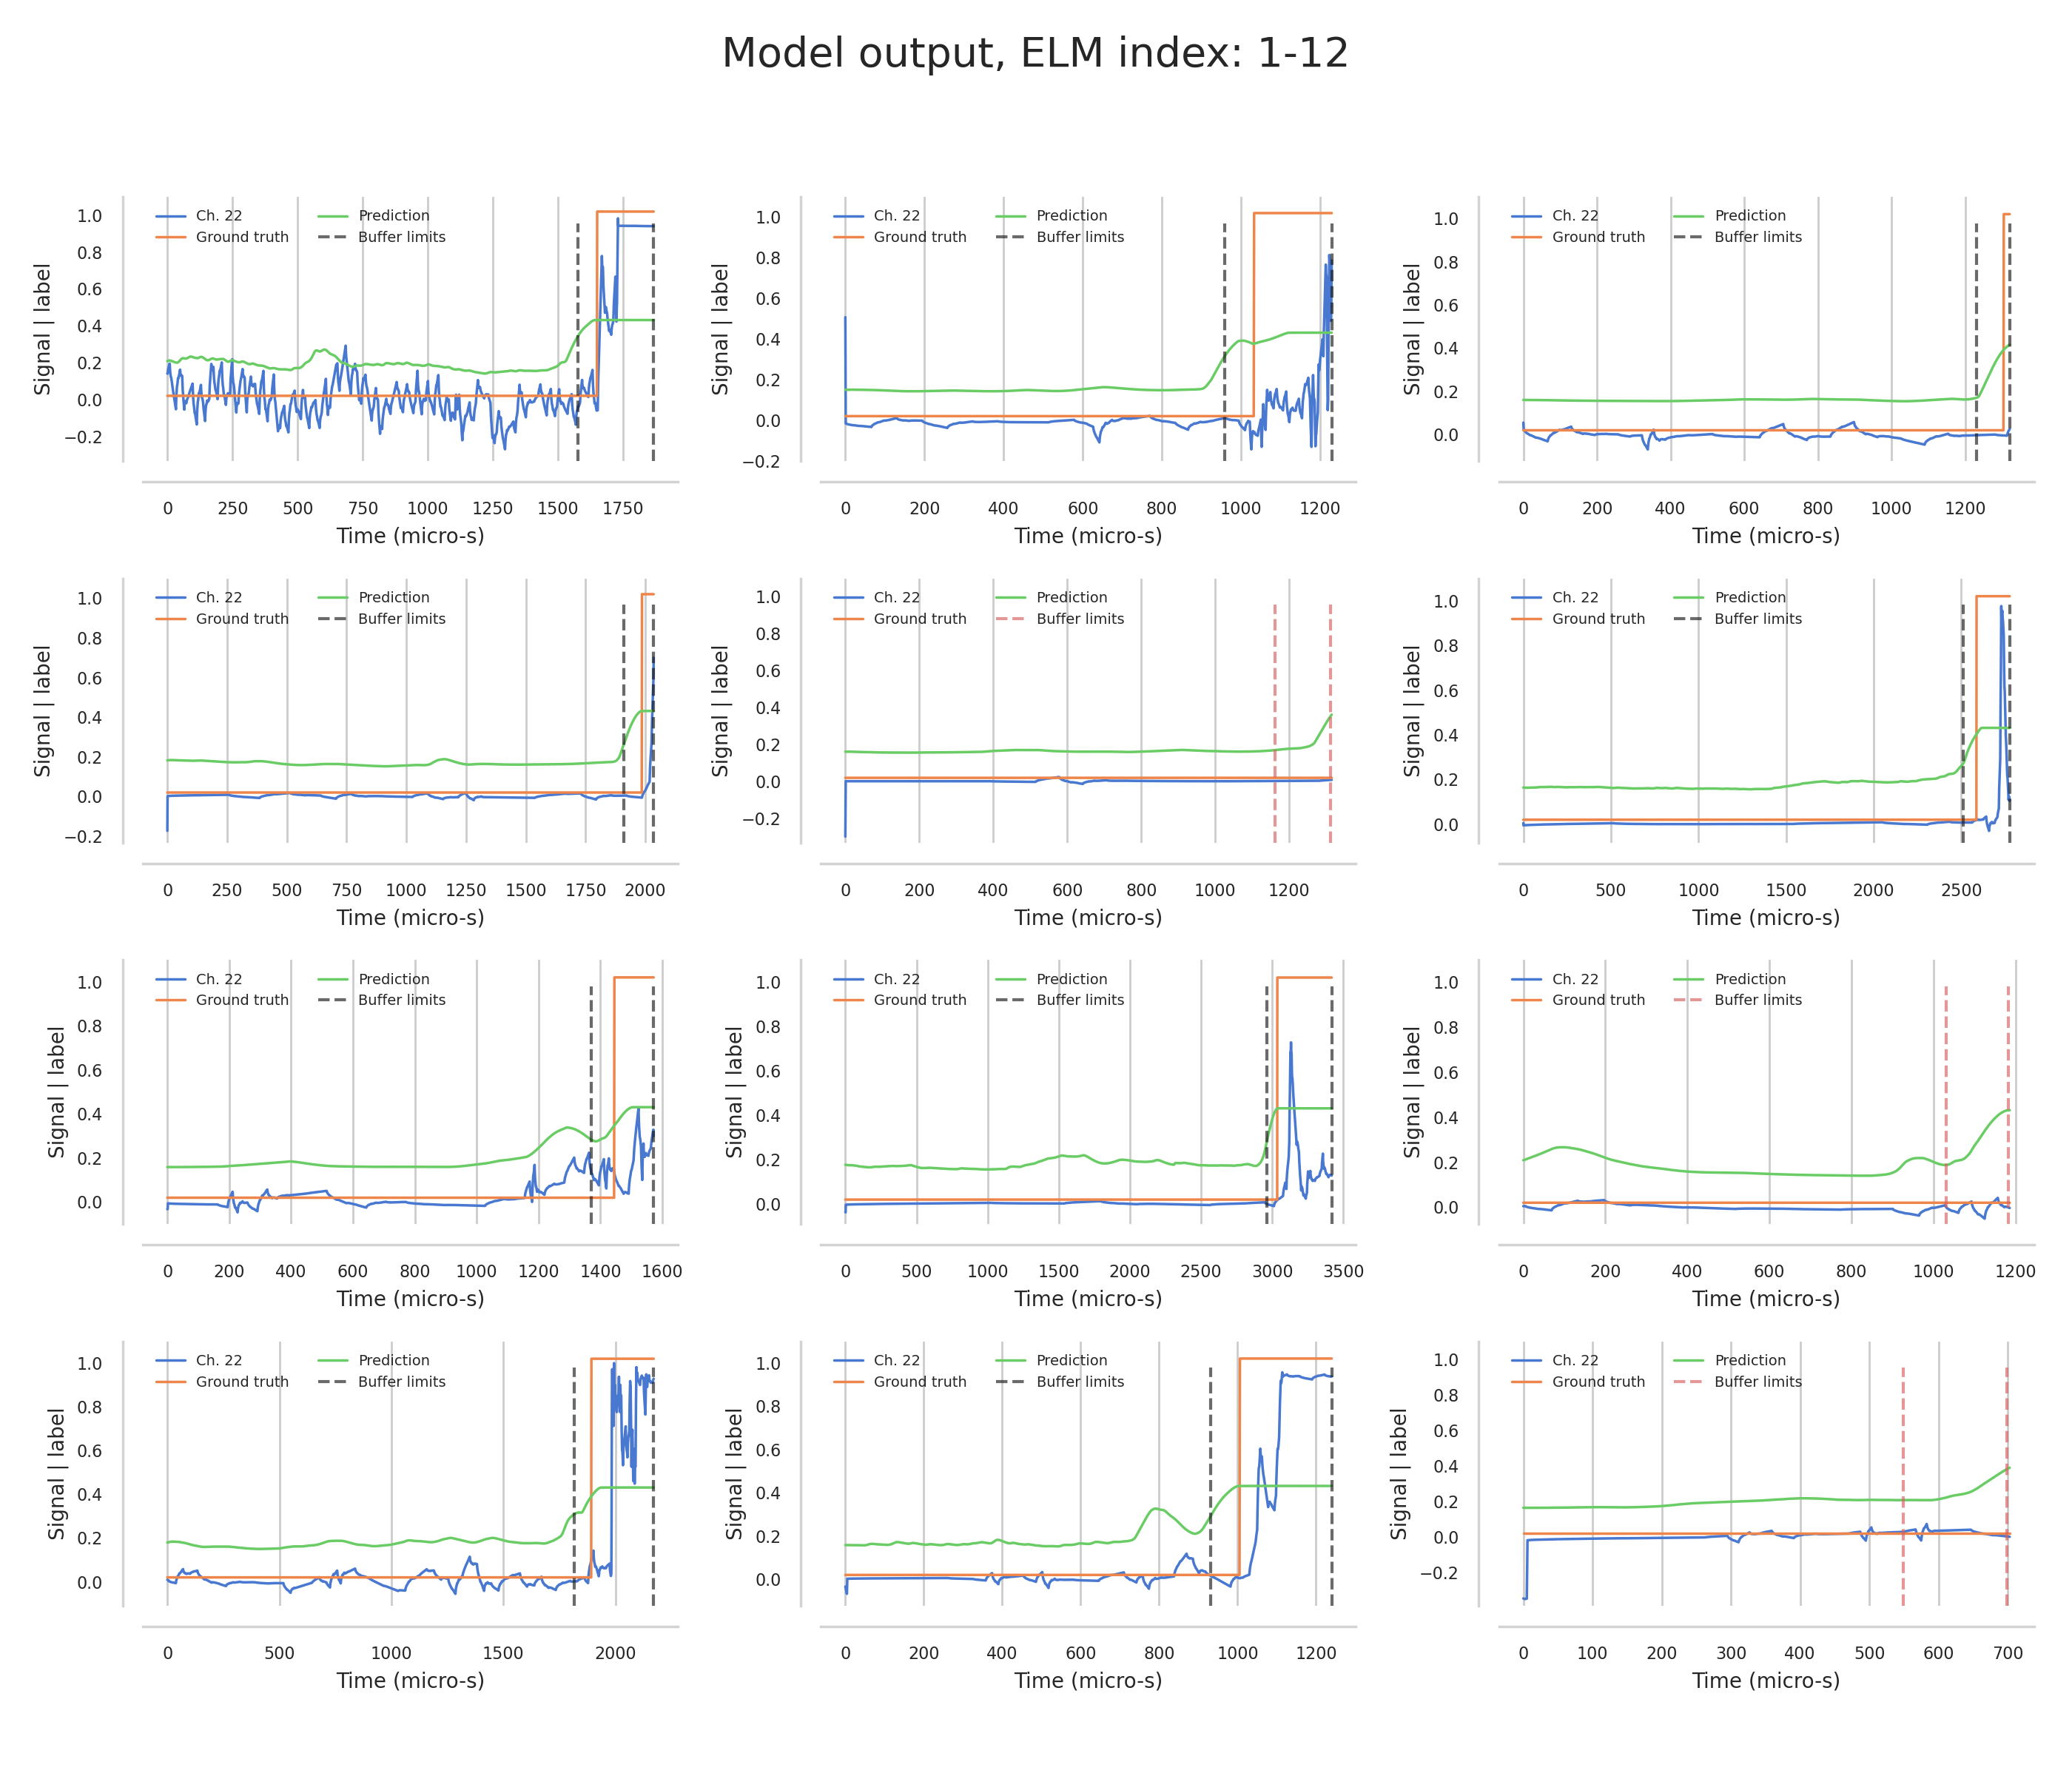 Model output, ELM index: 1-12
Signal | label
1.0
0.8
0.6
0.4
0.2
0.0
−0.2
Ch. 22
Ground truth
Prediction
Buffer limits
0 250 500 750 1000 1250 1500 1750
Time (micro-s)
Signal | label
1.0
0.8
0.6
0.4
0.2
0.0
−0.2
Ch. 22
Ground truth
Prediction
Buffer limits
0 200 400 600 800 1000 1200
Time (micro-s)
Signal | label
1.0
0.8
0.6
0.4
0.2
0.0
Ch. 22
Ground truth
Prediction
Buffer limits
0 200 400 600 800 1000 1200
Time (micro-s)
Signal | label
1.0
0.8
0.6
0.4
0.2
0.0
−0.2
Ch. 22
Ground truth
Prediction
Buffer limits
0 250 500 750 1000 1250 1500 1750 2000
Time (micro-s)
Signal | label
1.0
0.8
0.6
0.4
0.2
0.0
−0.2
Ch. 22
Ground truth
Prediction
Buffer limits
0 200 400 600 800 1000 1200
Time (micro-s)
Signal | label
1.0
0.8
0.6
0.4
0.2
0.0
Ch. 22
Ground truth
Prediction
Buffer limits
0 500 1000 1500 2000 2500
Time (micro-s)
Signal | label
1.0
0.8
0.6
0.4
0.2
0.0
Ch. 22
Ground truth
Prediction
Buffer limits
0 200 400 600 800 1000 1200 1400 1600
Time (micro-s)
Signal | label
1.0
0.8
0.6
0.4
0.2
0.0
Ch. 22
Ground truth
Prediction
Buffer limits
0 500 1000 1500 2000 2500 3000 3500
Time (micro-s)
Signal | label
1.0
0.8
0.6
0.4
0.2
0.0
Ch. 22
Ground truth
Prediction
Buffer limits
0 200 400 600 800 1000 1200
Time (micro-s)
Signal | label
1.0
0.8
0.6
0.4
0.2
0.0
Ch. 22
Ground truth
Prediction
Buffer limits
0 500 1000 1500 2000
Time (micro-s)
Signal | label
1.0
0.8
0.6
0.4
0.2
0.0
Ch. 22
Ground truth
Prediction
Buffer limits
0 200 400 600 800 1000 1200
Time (micro-s)
Signal | label
1.0
0.8
0.6
0.4
0.2
0.0
−0.2
Ch. 22
Ground truth
Prediction
Buffer limits
0 100 200 300 400 500 600 700
Time (micro-s)